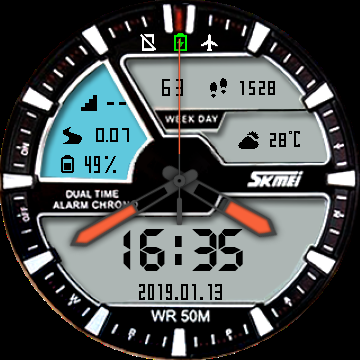 63 1528
--
WEEK DAY
0.07
28°C
49%
SKMEI
DUAL TIME
ALARM CHRONO
16:35
2019.01.13
WR 50M